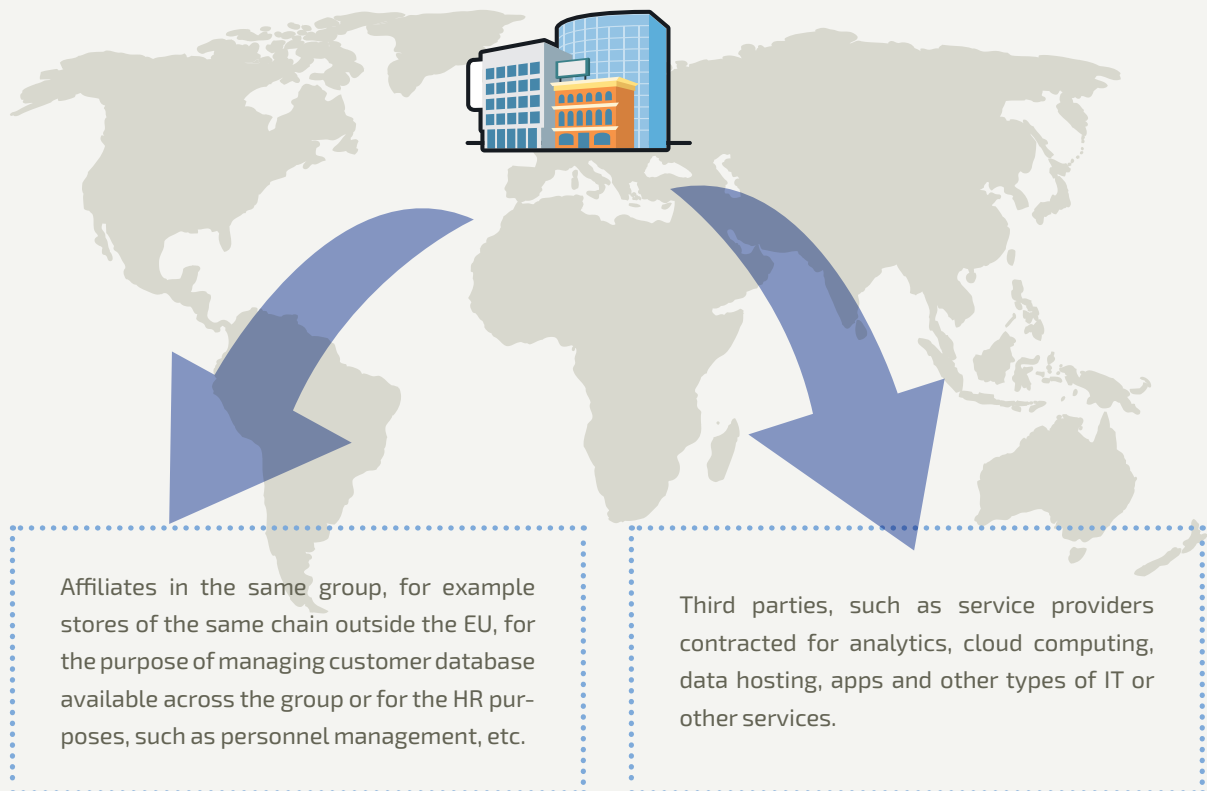 Affiliates in the same group, for example
stores of the same chain outside the EU, for
the purpose of managing customer database
available across the group or for the HR pur-
poses, such as personnel management, etc.
Third parties, such as service providers
contracted for analytics, cloud computing,
data hosting, apps and other types of IT or
other services.